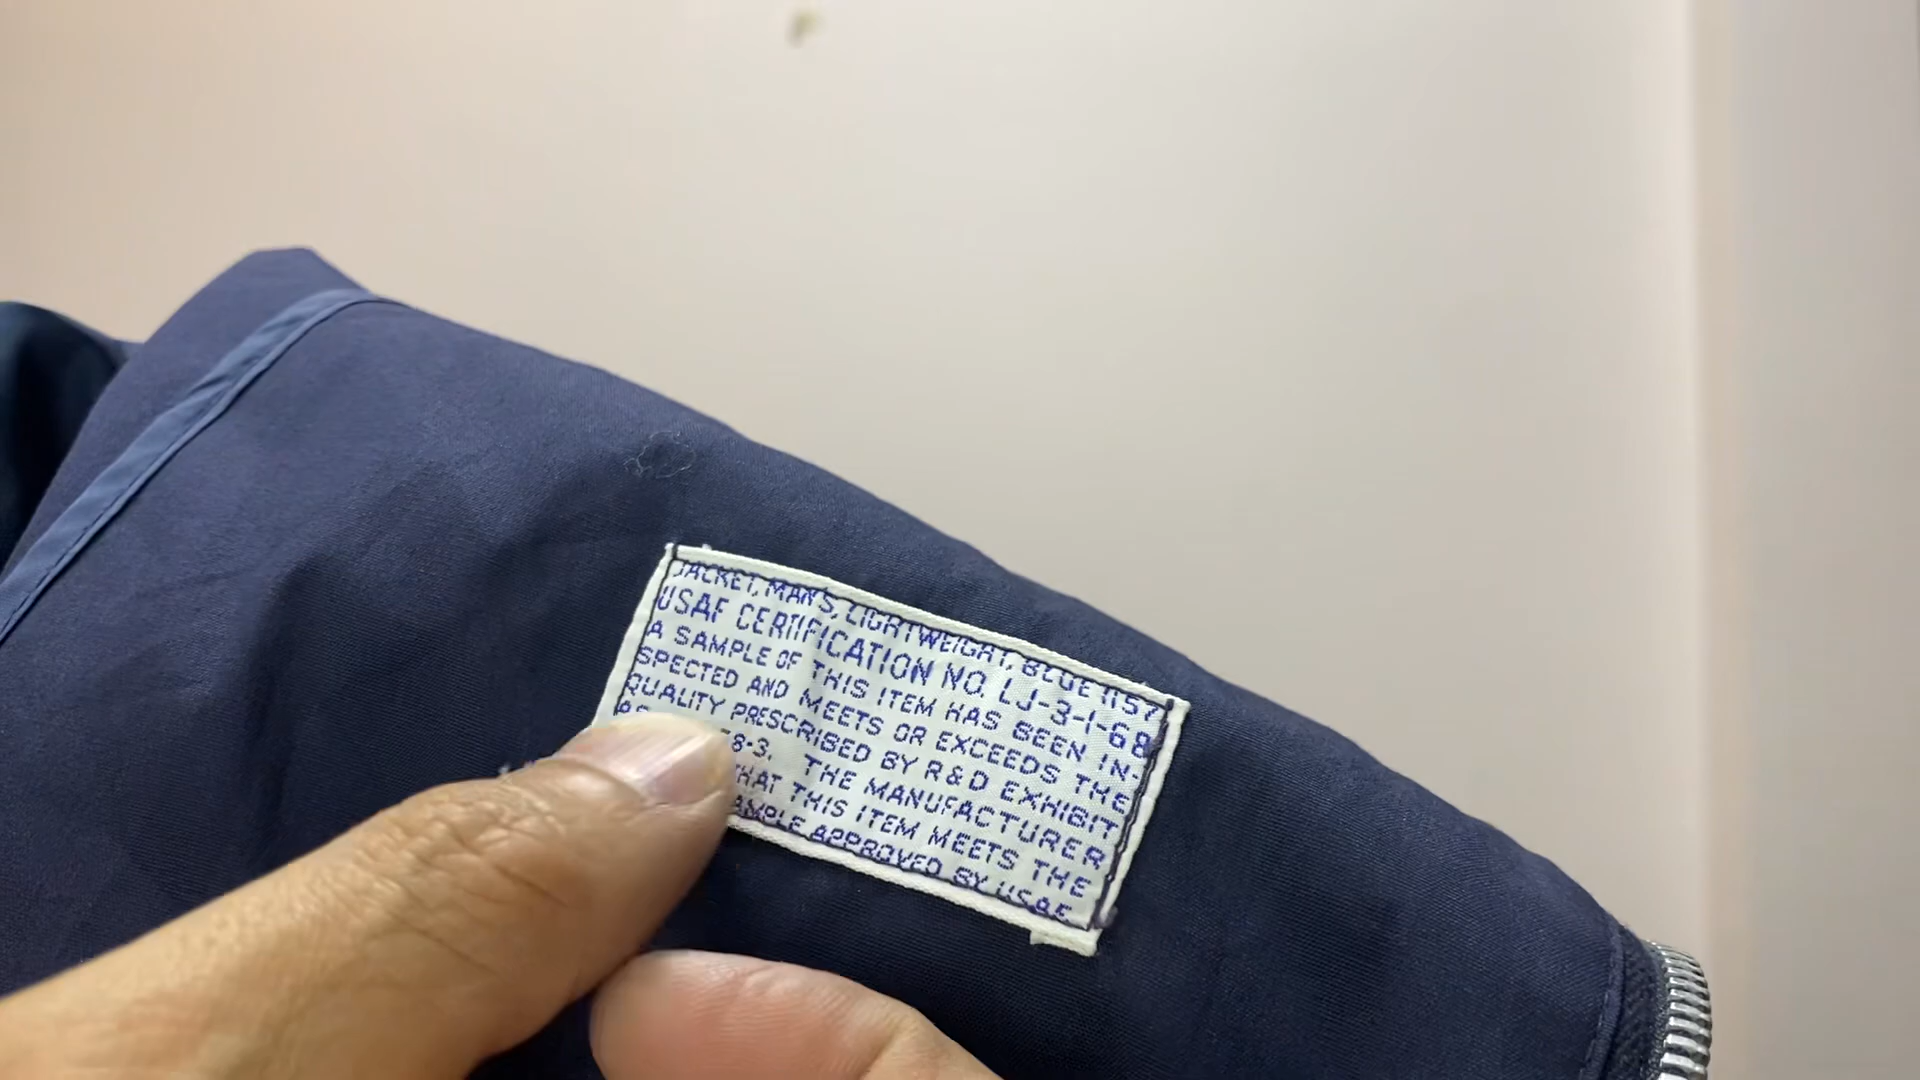 JACKET, MAN'S, LIGHTWEIGHT, BLUE 1157
USAF CERTIFICATION NO. LJ-3-1-68
A SAMPLE OF THIS ITEM HAS BEEN IN-
SPECTED AND MEETS OR EXCEEDS THE
QUALITY PRESCRIBED BY R&D EXHIBIT
58-3. THE MANUFACTURER
THAT THIS ITEM MEETS THE
SAMPLE APPROVED BY USAF